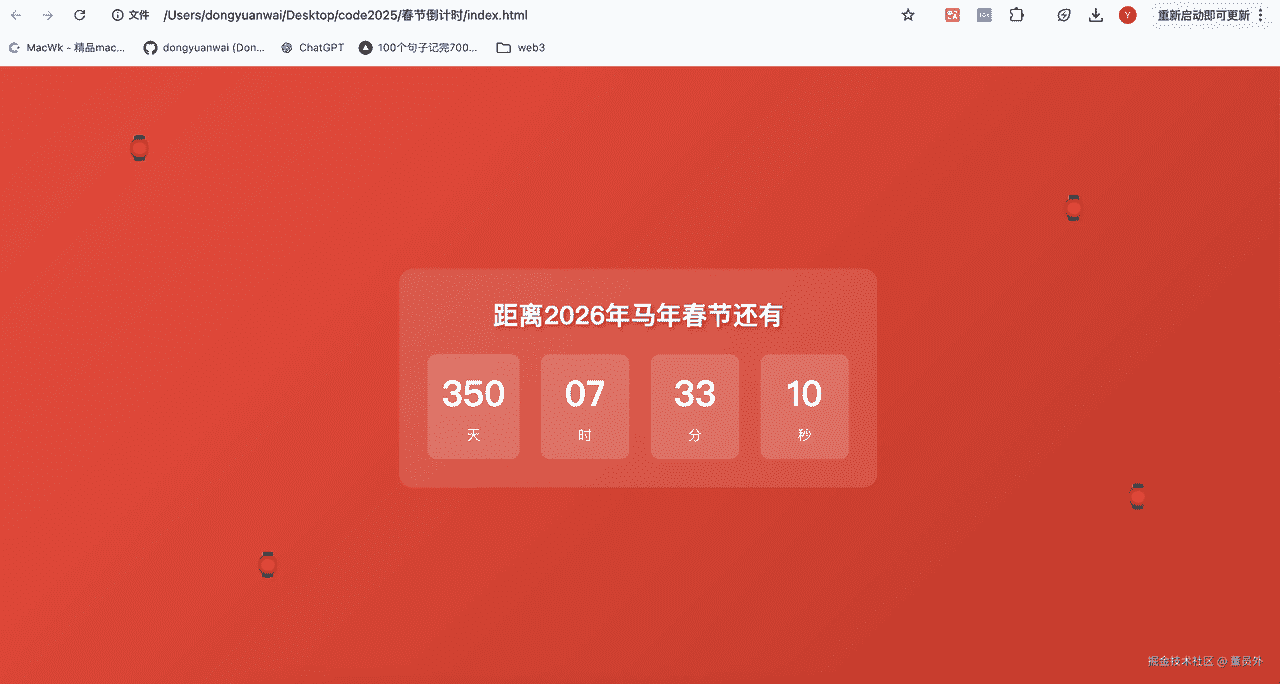 文件 /Users/dongyuanwai/Desktop/code2025/春节倒计时/index.html
Y
重新启动即可更新
MacWk - 精品mac... dongyuanwai (Don... ChatGPT 100个句子记完700... web3
距离2026年马年春节还有
350 07 33 10
天 时 分 秒
掘金技术社区 @ 董员外